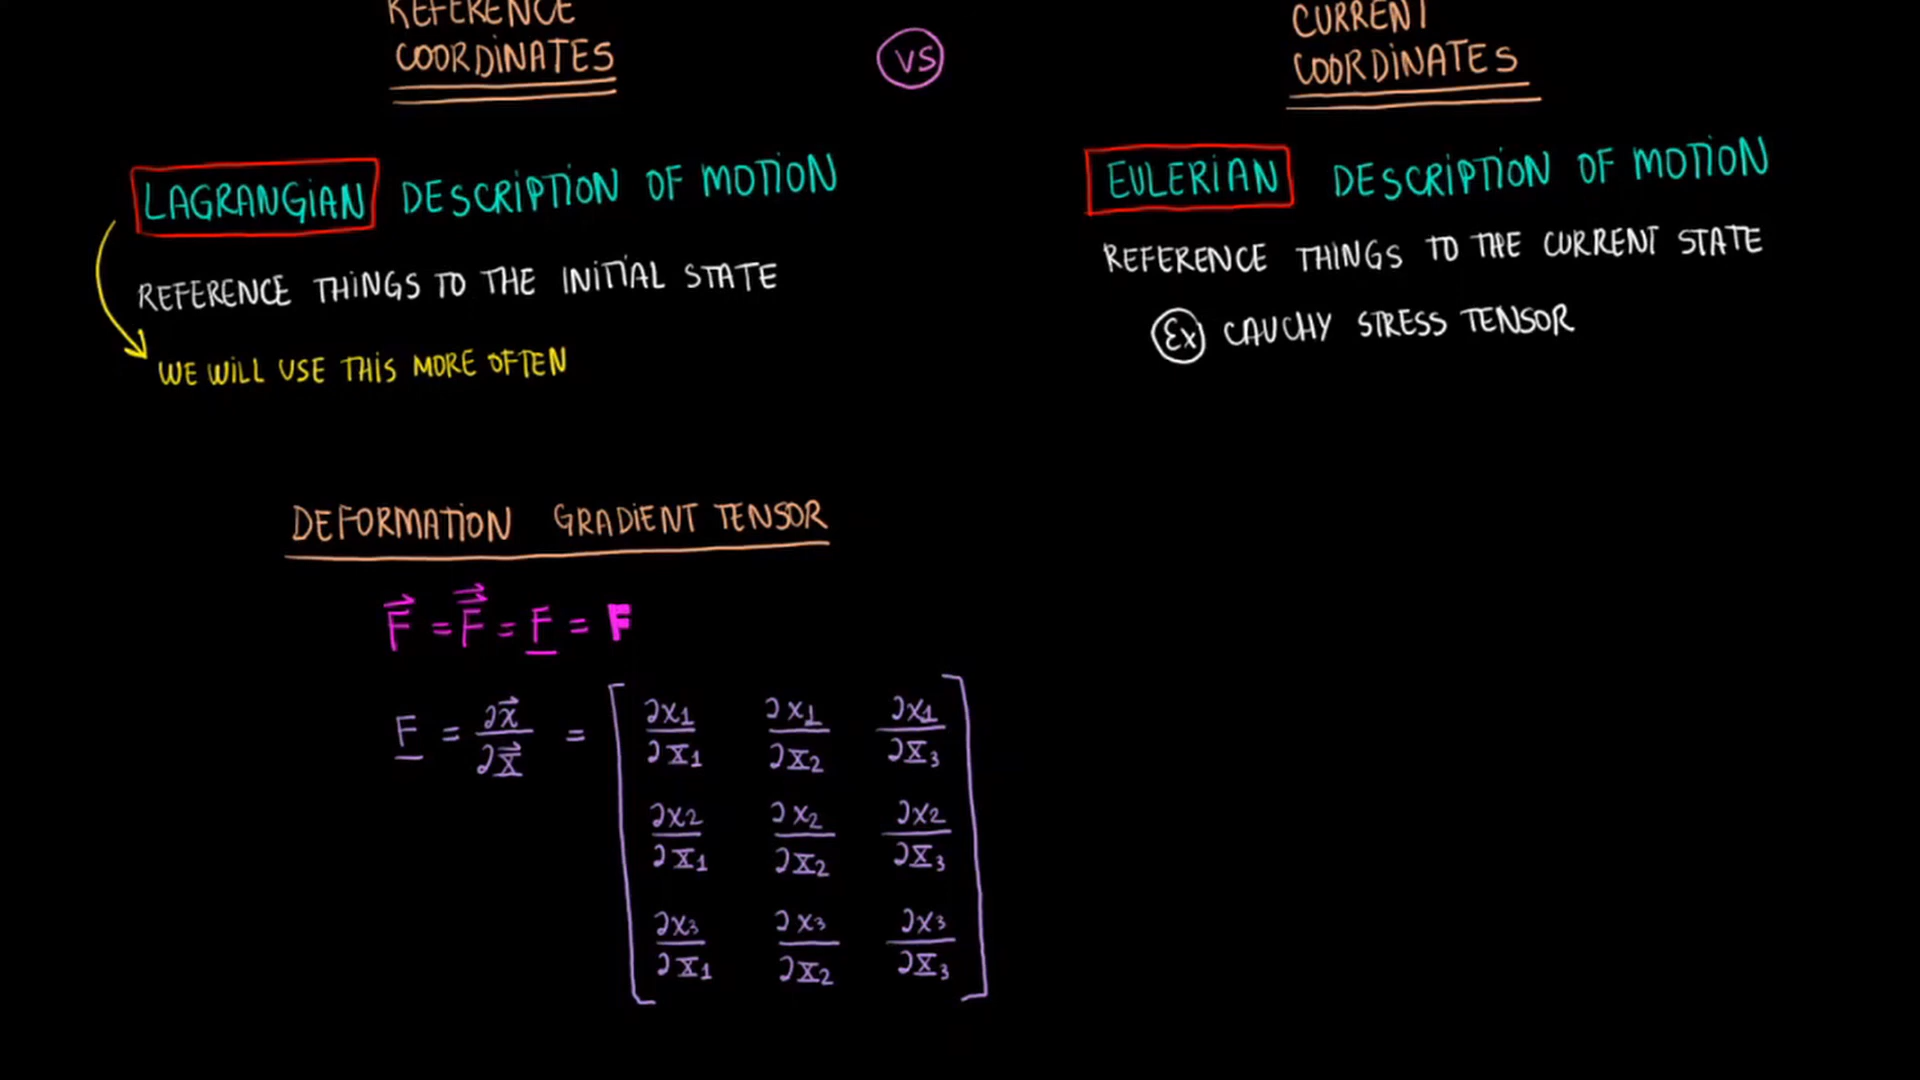 REFERENCE
COORDINATES
VS
CURRENT
COORDINATES
LAGRANGIAN DESCRIPTION OF MOTION
REFERENCE THINGS TO THE INITIAL STATE
WE WILL USE THIS MORE OFTEN
EULERIAN DESCRIPTION OF MOTION
REFERENCE THINGS TO THE CURRENT STATE
Ex CAUCHY STRESS TENSOR
DEFORMATION GRADIENT TENSOR
F⃗ = F⃗ = F̲ = F
F̲ = ∂x⃗/∂X⃗ = [ ∂x1/∂X1 ∂x1/∂X2 ∂x1/∂X3
∂x2/∂X1 ∂x2/∂X2 ∂x2/∂X3
∂x3/∂X1 ∂x3/∂X2 ∂x3/∂X3 ]